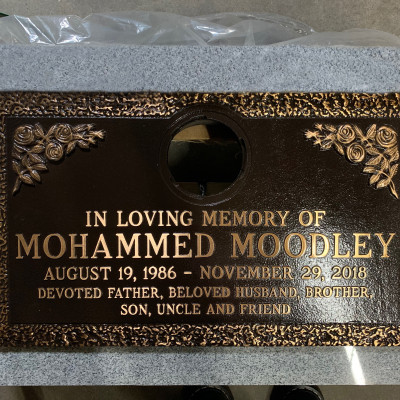 IN LOVING MEMORY OF
MOHAMMED MOODLEY
AUGUST 19, 1986 – NOVEMBER 29, 2018
DEVOTED FATHER, BELOVED HUSBAND, BROTHER,
SON, UNCLE AND FRIEND